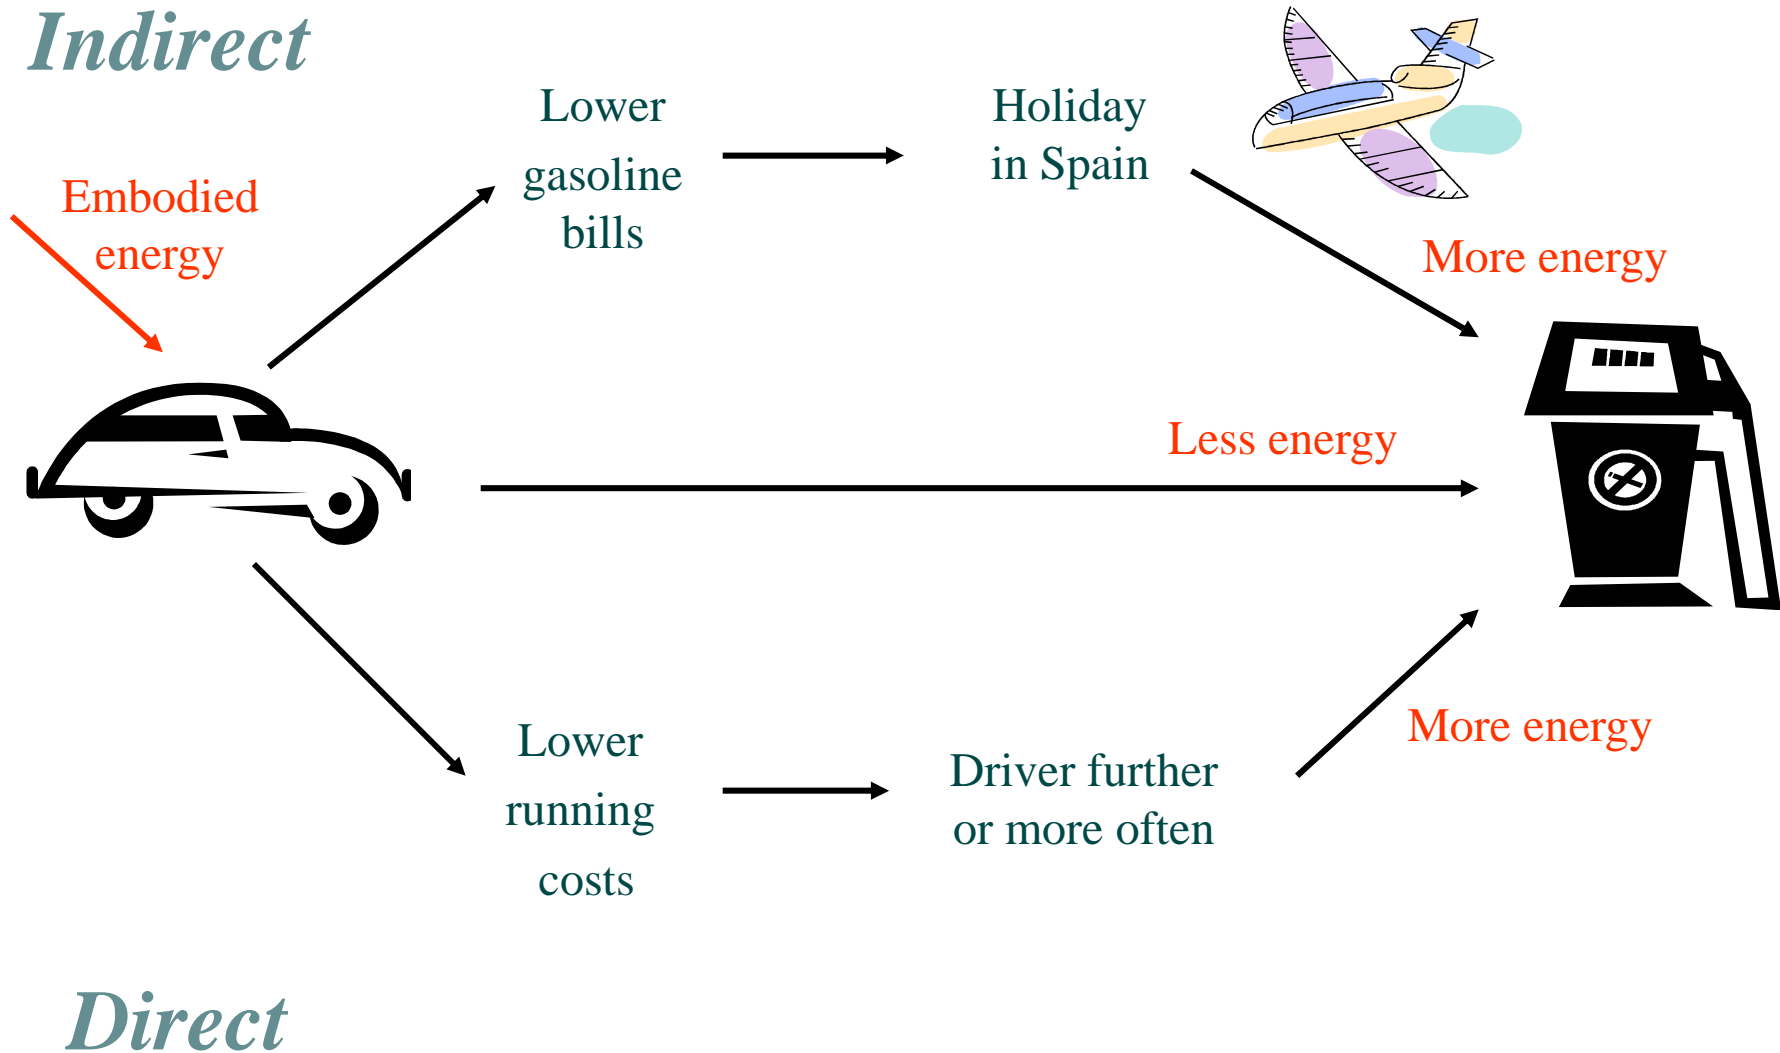 Indirect
Lower
gasoline
bills
Holiday
in Spain
Embodied
energy
More energy
Less energy
Lower
running
costs
Driver further
or more often
More energy
Direct